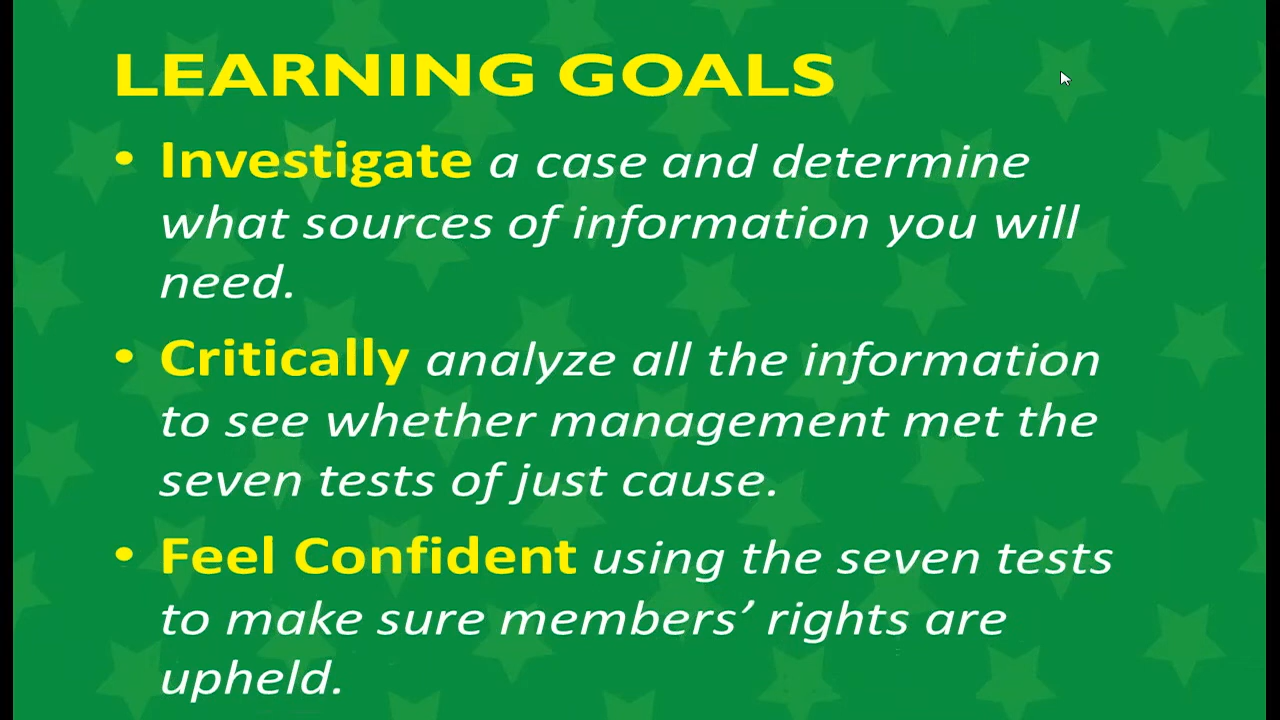 LEARNING GOALS
• Investigate a case and determine
what sources of information you will
need.
• Critically analyze all the information
to see whether management met the
seven tests of just cause.
• Feel Confident using the seven tests
to make sure members’ rights are
upheld.